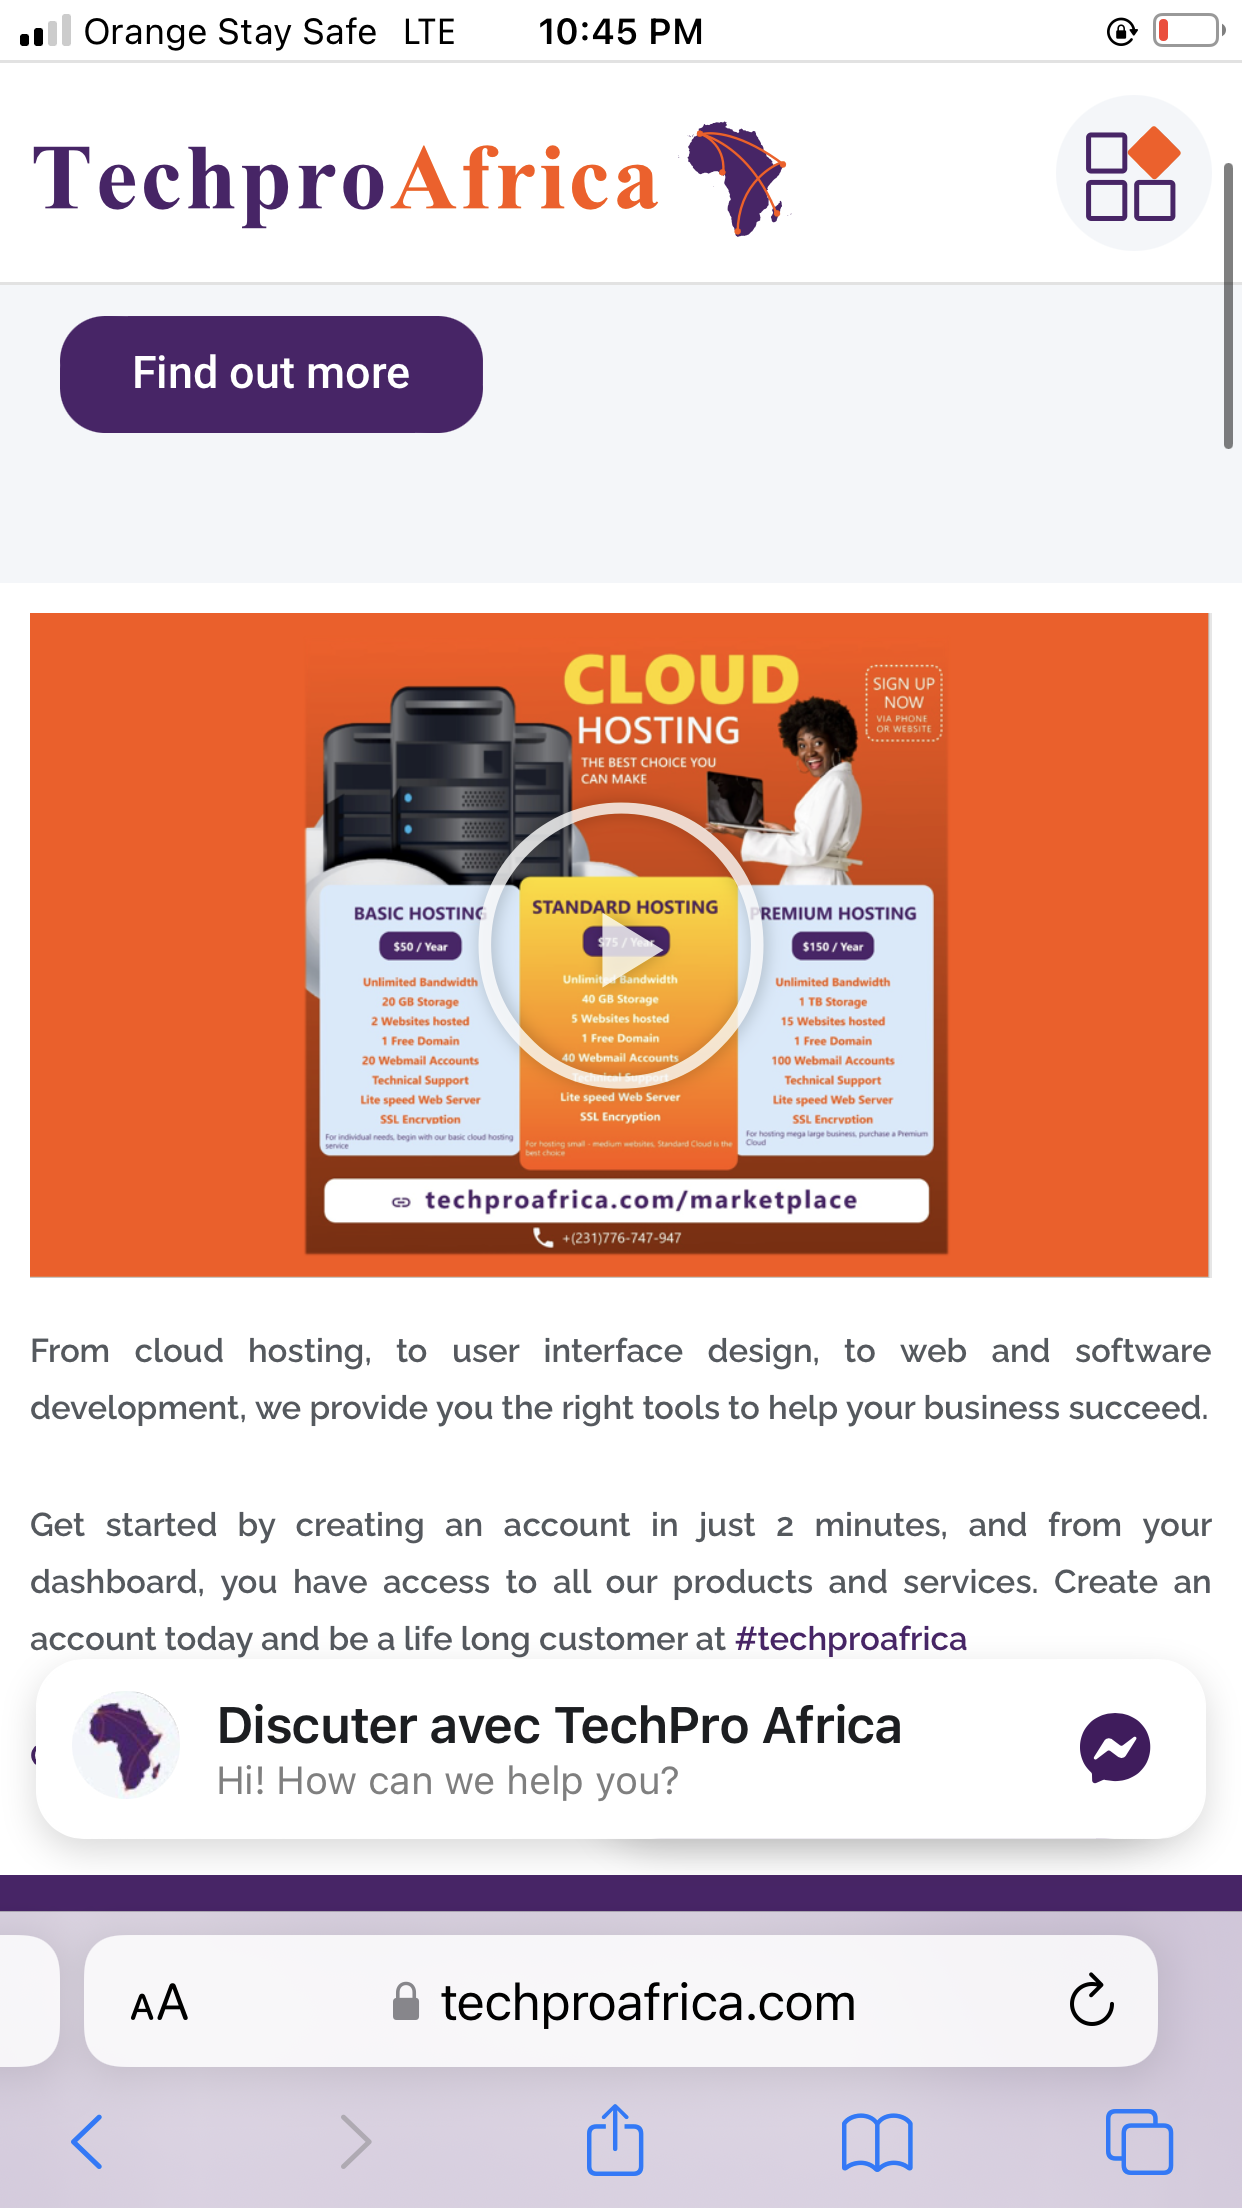 Orange Stay Safe LTE 10:45 PM
TechproAfrica
Find out more
CLOUD
HOSTING
THE BEST CHOICE YOU
CAN MAKE
SIGN UP
NOW
VIA PHONE
OR WEBSITE
BASIC HOSTING
$50 / Year
Unlimited Bandwidth
20 GB Storage
2 Websites hosted
1 Free Domain
20 Webmail Accounts
Technical Support
Lite speed Web Server
SSL Encryption
For individual needs, begin with our basic cloud hosting
service
STANDARD HOSTING
$75 / Year
Unlimited Bandwidth
40 GB Storage
5 Websites hosted
1 Free Domain
40 Webmail Accounts
Technical Support
Lite speed Web Server
SSL Encryption
For hosting small - medium websites, Standard Cloud is the
best choice
PREMIUM HOSTING
$150 / Year
Unlimited Bandwidth
1 TB Storage
15 Websites hosted
1 Free Domain
100 Webmail Accounts
Technical Support
Lite speed Web Server
SSL Encryption
For hosting mega large business, purchase a Premium
Cloud
techproafrica.com/marketplace
+(231)776-747-947
From cloud hosting, to user interface design, to web and software
development, we provide you the right tools to help your business succeed.
Get started by creating an account in just 2 minutes, and from your
dashboard, you have access to all our products and services. Create an
account today and be a life long customer at #techproafrica
Discuter avec TechPro Africa
Hi! How can we help you?
AA techproafrica.com